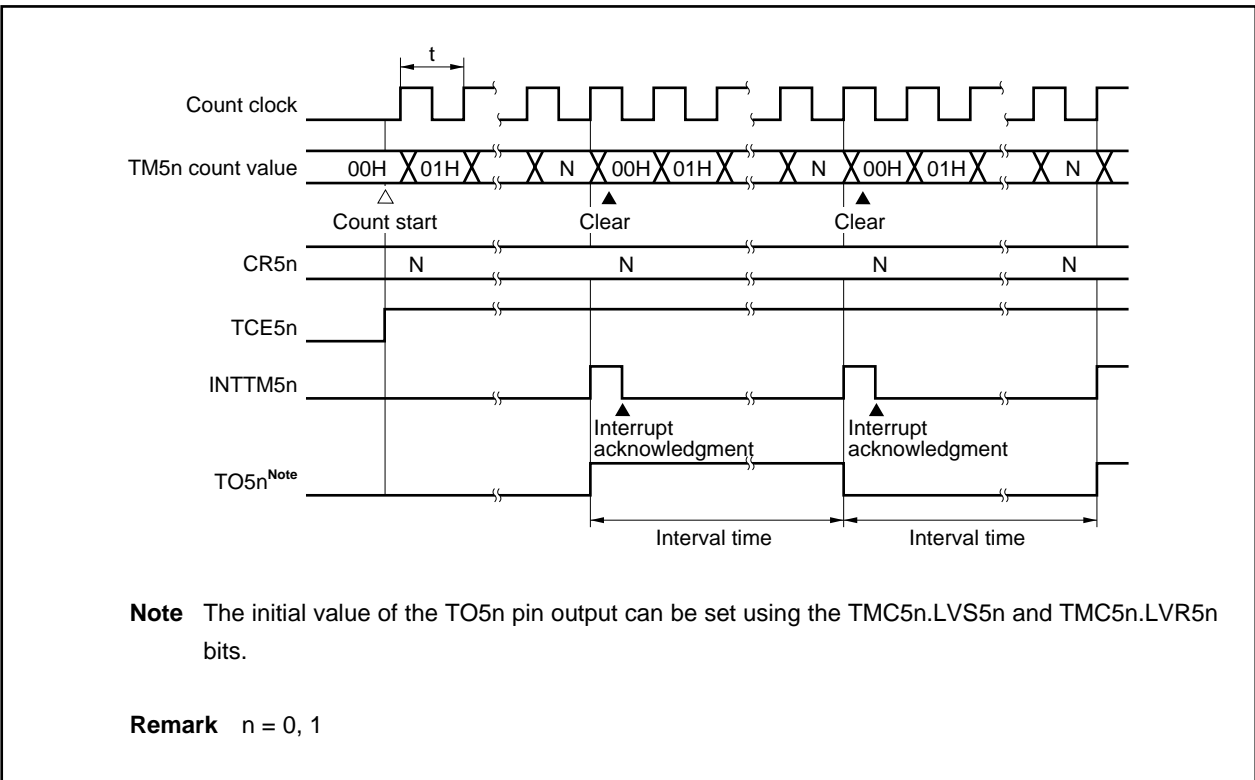 t
Count clock
TM5n count value 00H 01H N 00H 01H N 00H 01H N
Count start Clear Clear
CR5n N N N N
TCE5n
INTTM5n
Interrupt acknowledgment Interrupt acknowledgment
TO5nNote
Interval time Interval time
Note The initial value of the TO5n pin output can be set using the TMC5n.LVS5n and TMC5n.LVR5n
bits.
Remark n = 0, 1